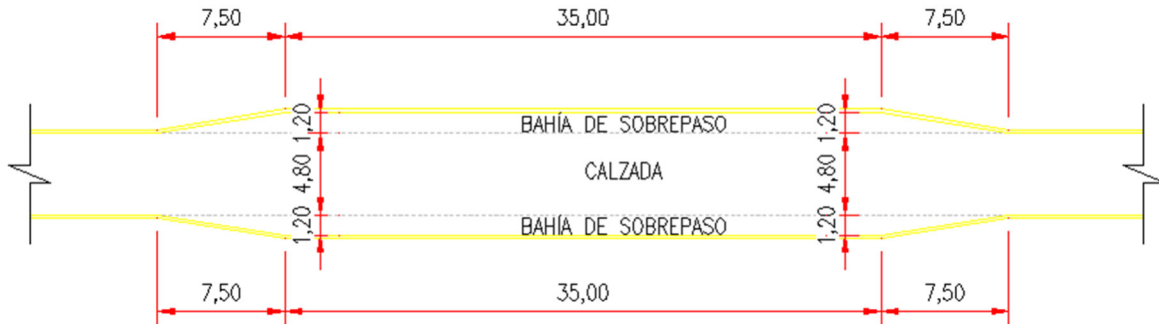 7,50 35,00 7,50
1,20 BAHÍA DE SOBREPASO 1,20
4,80 CALZADA 4,80
1,20 BAHÍA DE SOBREPASO 1,20
7,50 35,00 7,50